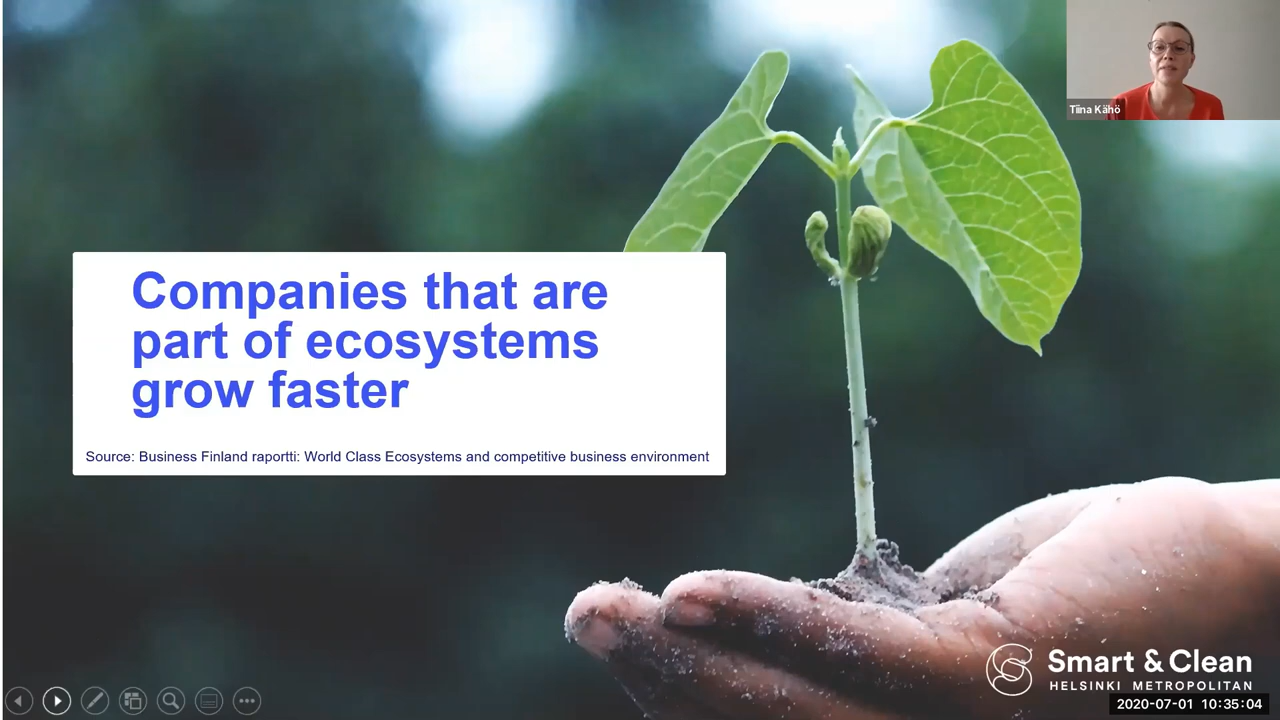 Tiina Kähö
Companies that are
part of ecosystems
grow faster
Source: Business Finland raportti: World Class Ecosystems and competitive business environment
Smart & Clean
HELSINKI METROPOLITAN
2020-07-01 10:35:04